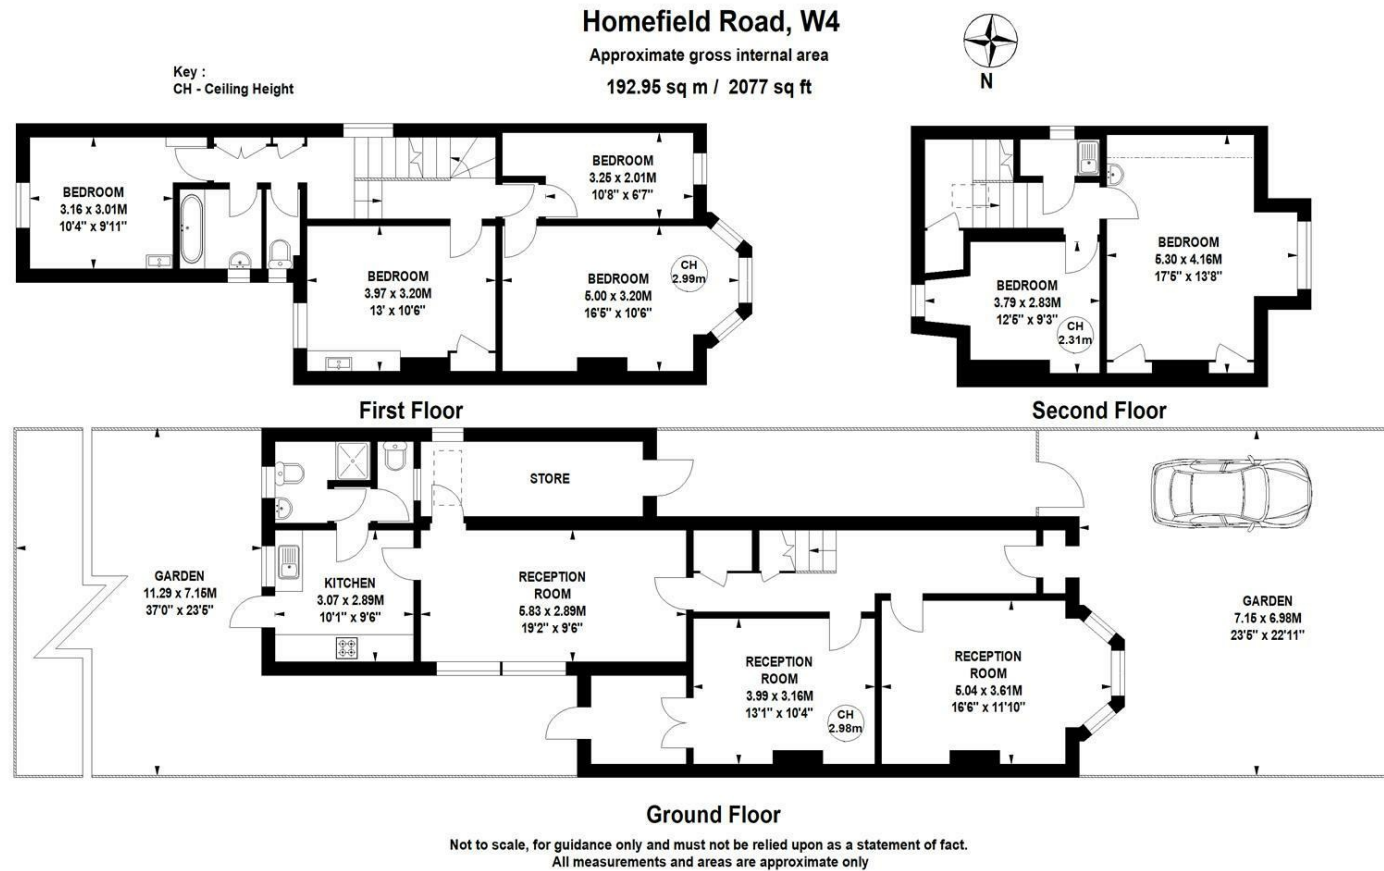 Homefield Road, W4
Approximate gross internal area
192.95 sq m / 2077 sq ft
N
Key :
CH - Ceiling Height
BEDROOM
3.16 x 3.01M
10'4" x 9'11"
BEDROOM
3.97 x 3.20M
13' x 10'6"
BEDROOM
3.25 x 2.01M
10'8" x 6'7"
BEDROOM
5.00 x 3.20M
16'5" x 10'6"
CH
2.99m
First Floor
BEDROOM
3.79 x 2.83M
12'5" x 9'3"
CH
2.31m
BEDROOM
5.30 x 4.16M
17'5" x 13'8"
Second Floor
GARDEN
11.29 x 7.15M
37'0" x 23'5"
KITCHEN
3.07 x 2.89M
10'1" x 9'6"
STORE
RECEPTION
ROOM
5.83 x 2.89M
19'2" x 9'6"
RECEPTION
ROOM
3.99 x 3.16M
13'1" x 10'4"
CH
2.98m
RECEPTION
ROOM
5.04 x 3.61M
16'6" x 11'10"
GARDEN
7.15 x 6.98M
23'5" x 22'11"
Ground Floor
Not to scale, for guidance only and must not be relied upon as a statement of fact.
All measurements and areas are approximate only